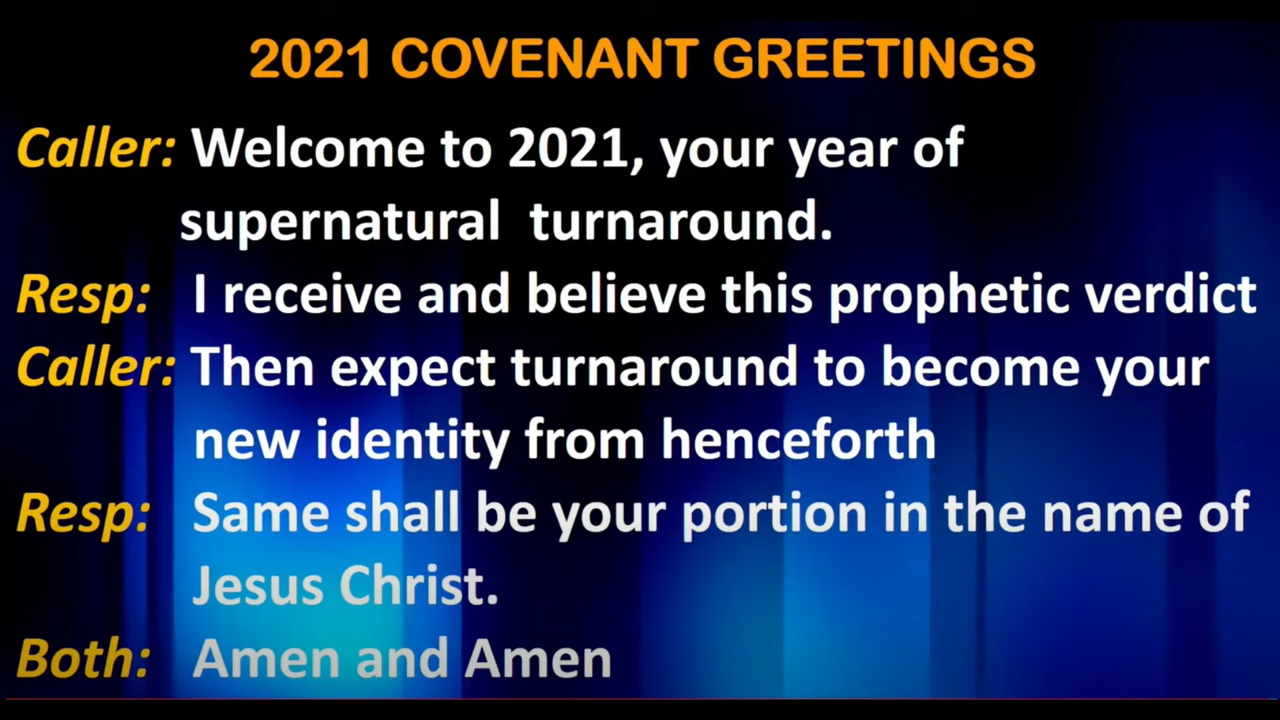 2021 COVENANT GREETINGS
Caller: Welcome to 2021, your year of
supernatural turnaround.
Resp: I receive and believe this prophetic verdict
Caller: Then expect turnaround to become your
new identity from henceforth
Resp: Same shall be your portion in the name of
Jesus Christ.
Both: Amen and Amen